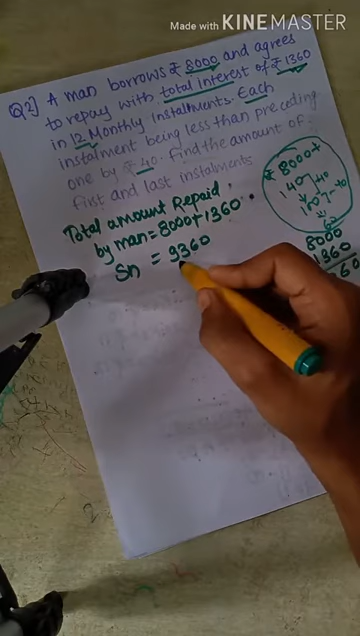 Made with KINEMASTER
Q2] A man borrows ₹ 8000 and agrees
to repay with total interest of ₹ 1360
in 12 Monthly Instalments. Each
instalment being less than preceding
one by ₹ 40. Find the amount of
first and last instalments
₹ 8000+
Total amount Repaid
by man = 8000+1360
Sn = 9360
8000
1360